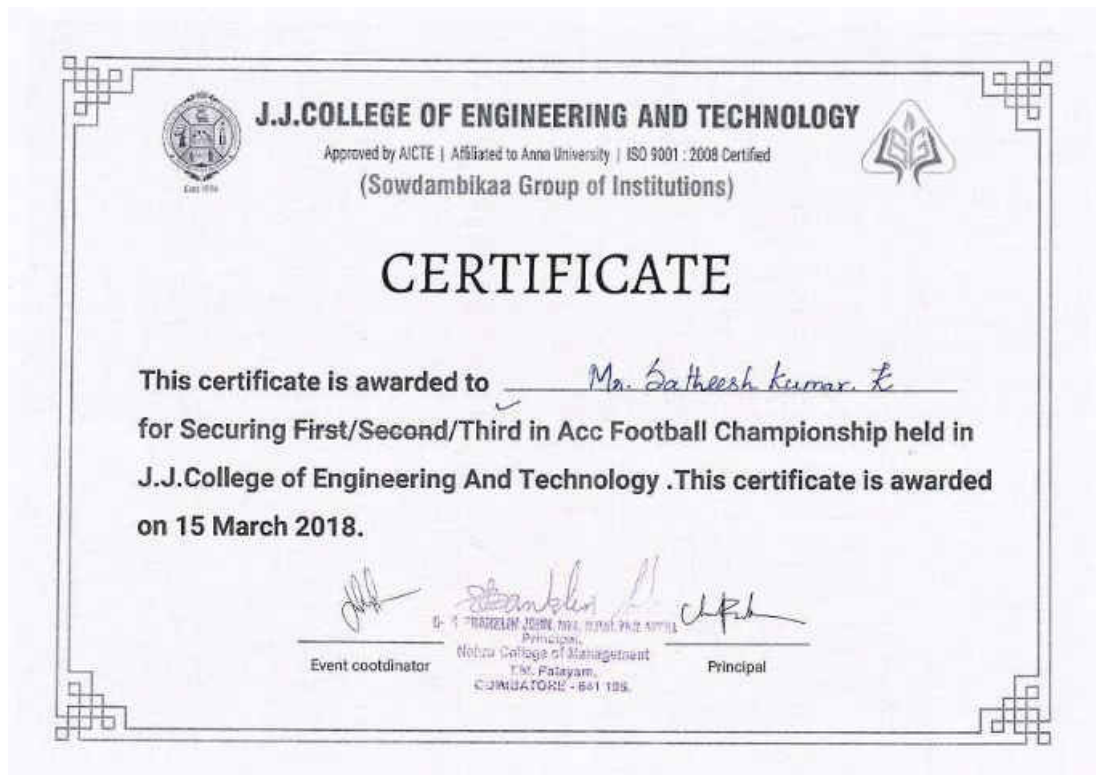 J.J.COLLEGE OF ENGINEERING AND TECHNOLOGY
Approved by AICTE | Affiliated to Anna University | ISO 9001 : 2008 Certified
(Sowdambikaa Group of Institutions)
CERTIFICATE
This certificate is awarded to Mr. Satheesh Kumar. K
for Securing First/Second/Third in Acc Football Championship held in
J.J.College of Engineering And Technology .This certificate is awarded
on 15 March 2018.
FRANKLIN JOHN,
Principal,
Nehru College of Management
T.M. Palayam,
COIMBATORE - 641 105.
Event cootdinator
Principal